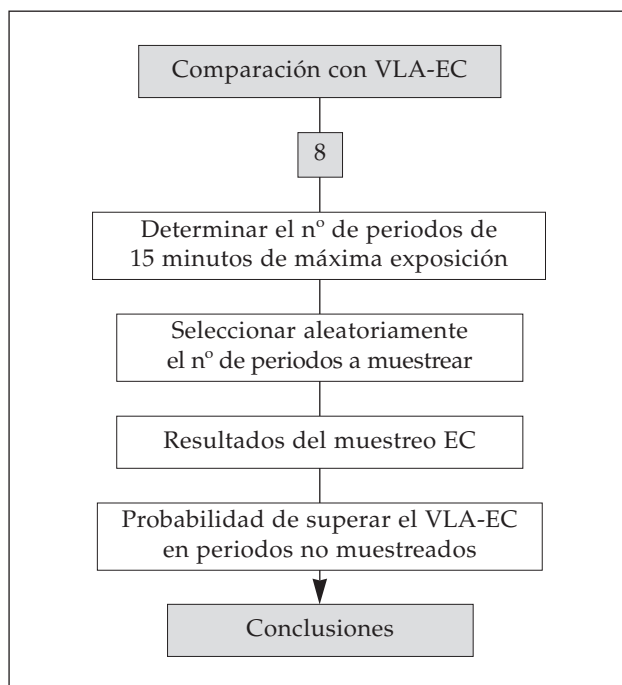 Comparación con VLA-EC
8
Determinar el nº de periodos de
15 minutos de máxima exposición
Seleccionar aleatoriamente
el nº de periodos a muestrear
Resultados del muestreo EC
Probabilidad de superar el VLA-EC
en periodos no muestreados
Conclusiones